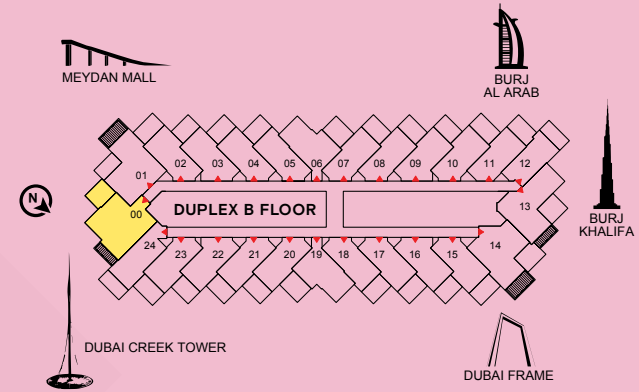 MEYDAN MALL
BURJ
AL ARAB
02 03 04 05 06 07 08 09 10 11 12
01
N
00
DUPLEX B FLOOR
13
BURJ
KHALIFA
24
23 22 21 20 19 18 17 16 15 14
DUBAI CREEK TOWER
DUBAI FRAME